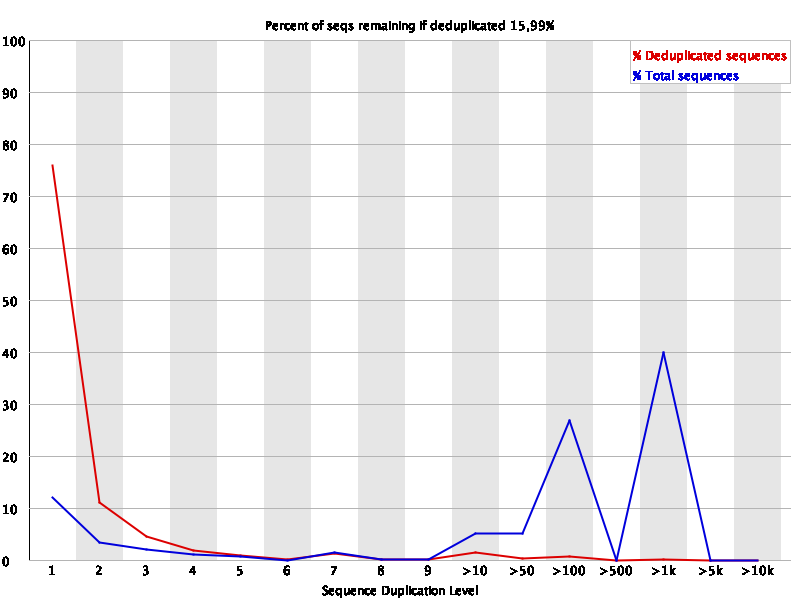 Percent of seqs remaining if deduplicated 15,99%
% Deduplicated sequences
% Total sequences
100
90
80
70
60
50
40
30
20
10
0
1 2 3 4 5 6 7 8 9 >10 >50 >100 >500 >1k >5k >10k
Sequence Duplication Level